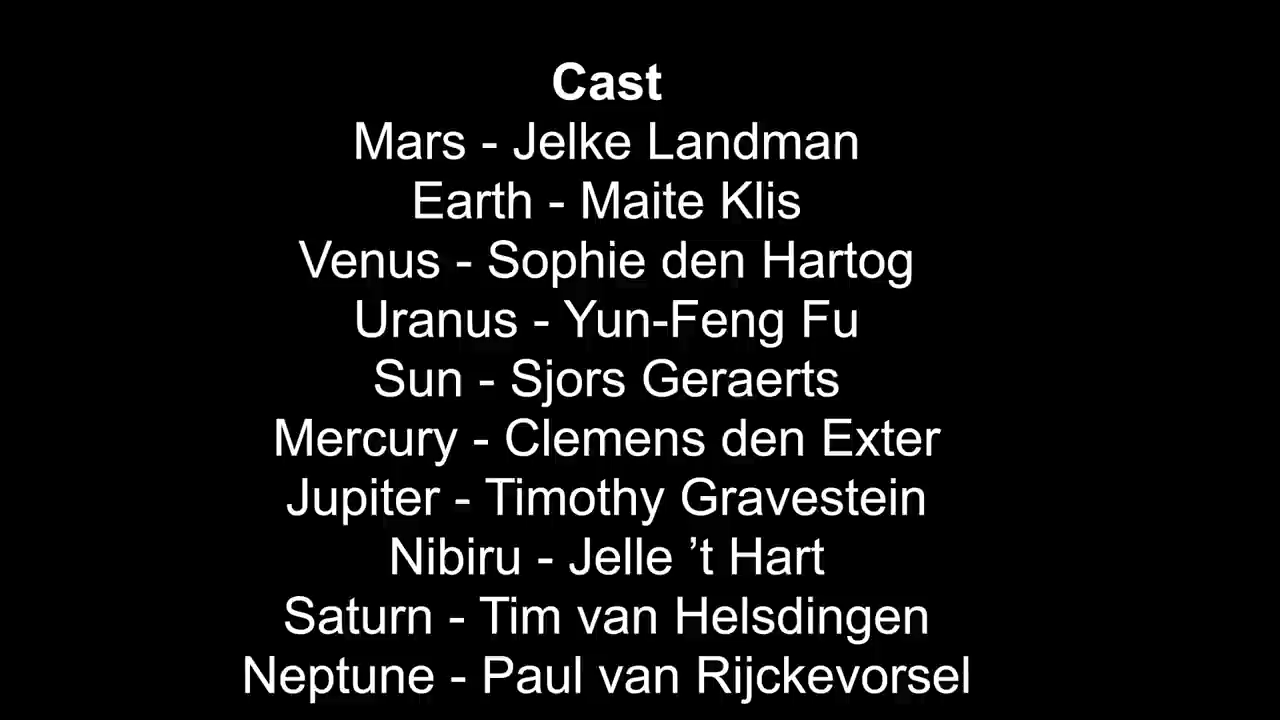 Cast
Mars - Jelke Landman
Earth - Maite Klis
Venus - Sophie den Hartog
Uranus - Yun-Feng Fu
Sun - Sjors Geraerts
Mercury - Clemens den Exter
Jupiter - Timothy Gravestein
Nibiru - Jelle ’t Hart
Saturn - Tim van Helsdingen
Neptune - Paul van Rijckevorsel